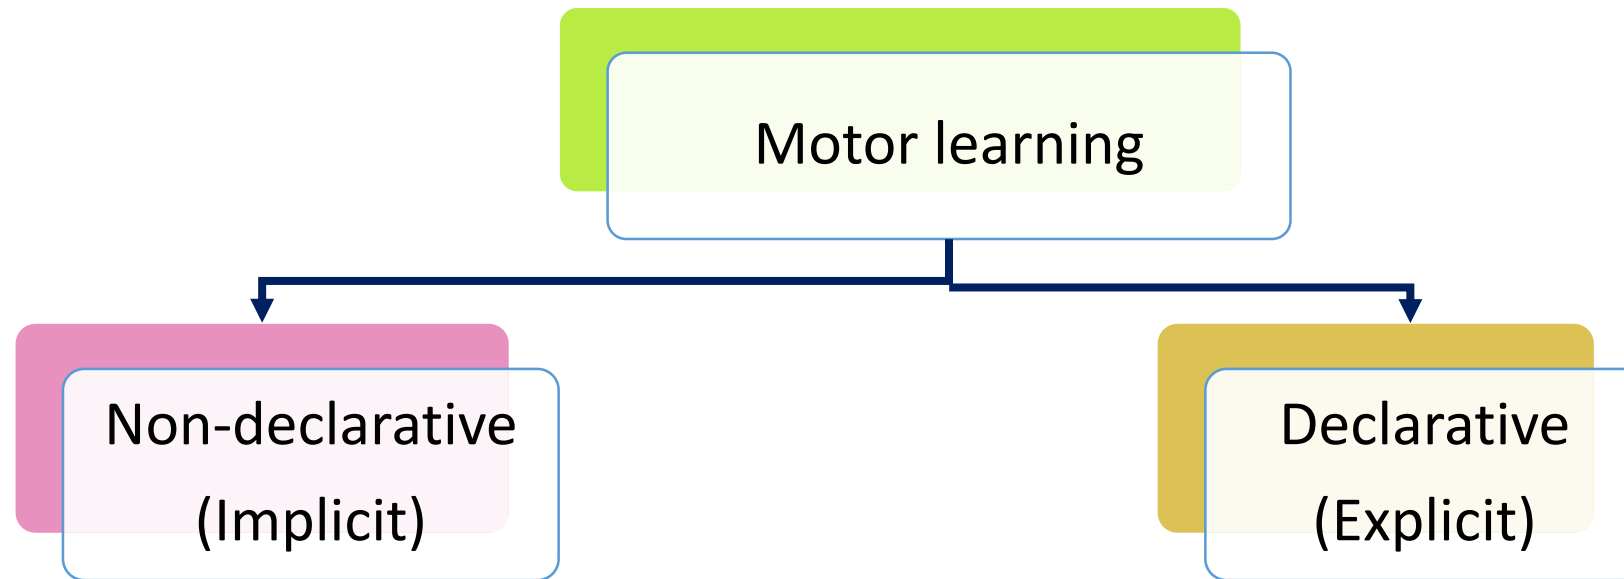 Motor learning
Non-declarative
(Implicit)
Declarative
(Explicit)